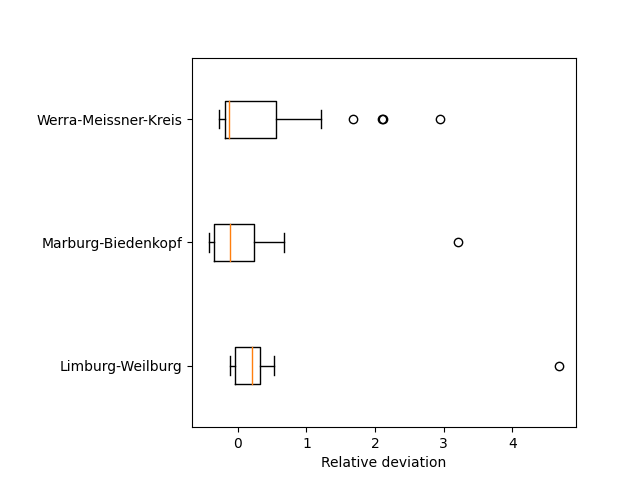 Werra-Meissner-Kreis
Marburg-Biedenkopf
Limburg-Weilburg
0 1 2 3 4
Relative deviation